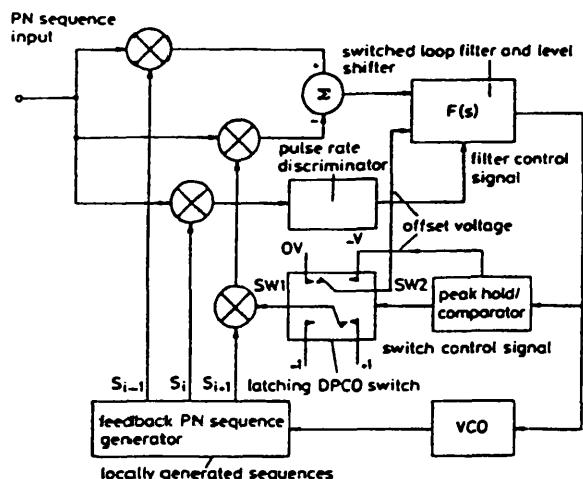 PN sequence
input
switched loop filter and level
shifter
+
Σ
-
F(s)
pulse rate
discriminator
filter control
signal
offset voltage
0V
-V
SW1
SW2
peak hold/
comparator
switch control signal
-1
+1
latching DPCO switch
Si-1
Si
Si+1
feedback PN sequence
generator
VCO
locally generated sequences